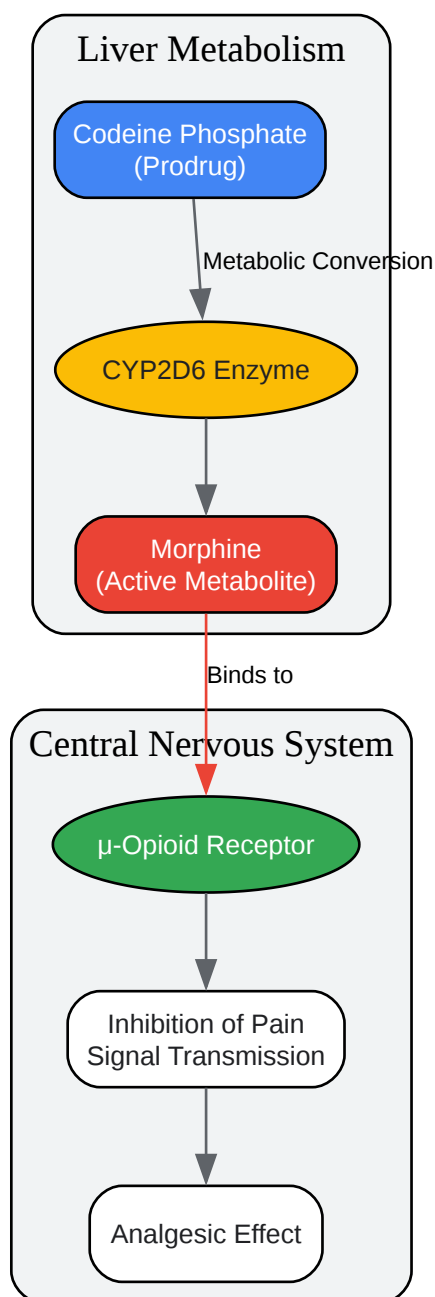 Liver Metabolism
Codeine Phosphate
(Prodrug)
Metabolic Conversion
CYP2D6 Enzyme
Morphine
(Active Metabolite)
Binds to
Central Nervous System
μ-Opioid Receptor
Inhibition of Pain
Signal Transmission
Analgesic Effect